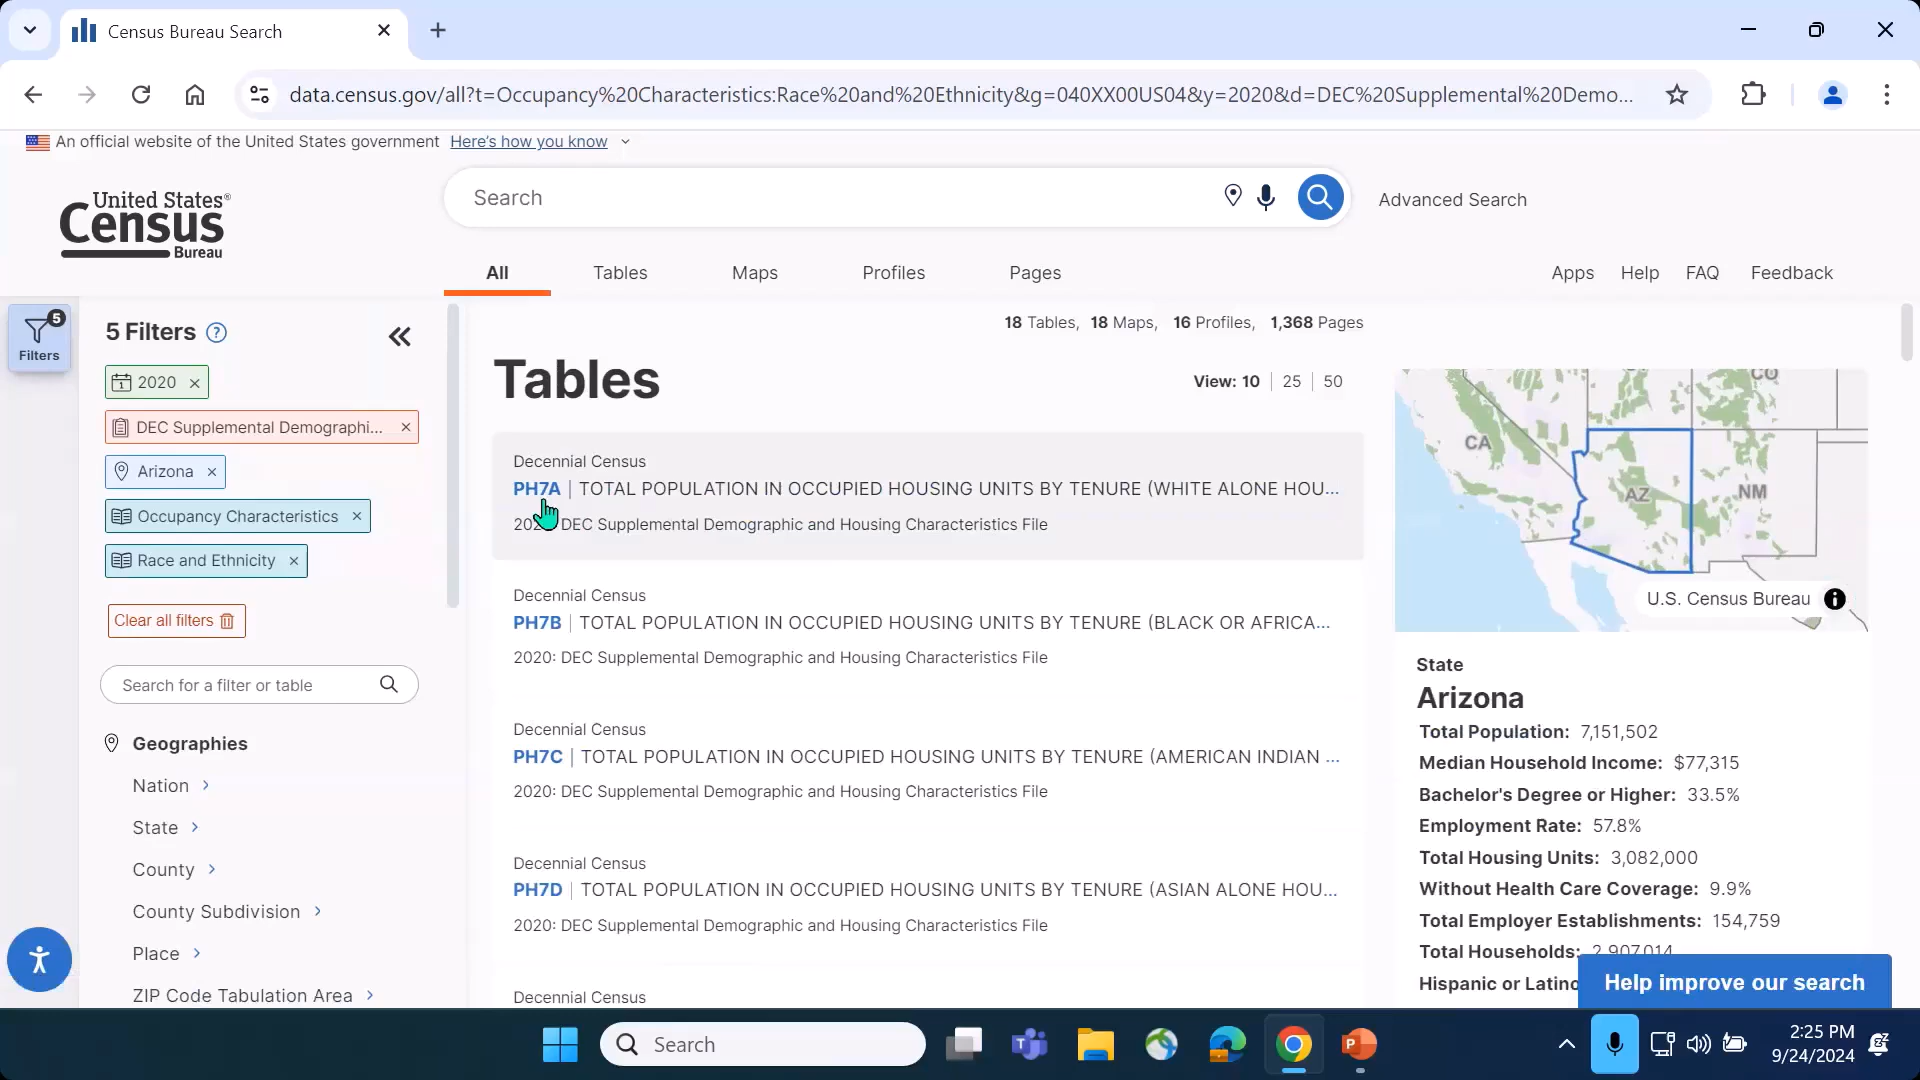 Census Bureau Search
data.census.gov/all?t=Occupancy%20Characteristics:Race%20and%20Ethnicity&g=040XX00US04&y=2020&d=DEC%20Supplemental%20Demo...
An official website of the United States government Here's how you know
United States®
Census
Bureau
Search
Advanced Search
All Tables Maps Profiles Pages
Apps Help FAQ Feedback
5
Filters
5 Filters ?
2020
DEC Supplemental Demographi...
Arizona
Occupancy Characteristics
Race and Ethnicity
Clear all filters
Search for a filter or table
Geographies
Nation
State
County
County Subdivision
Place
ZIP Code Tabulation Area
18 Tables, 18 Maps, 16 Profiles, 1,368 Pages
Tables
View: 10 25 50
Decennial Census
PH7A | TOTAL POPULATION IN OCCUPIED HOUSING UNITS BY TENURE (WHITE ALONE HOU...
DEC Supplemental Demographic and Housing Characteristics File
Decennial Census
PH7B | TOTAL POPULATION IN OCCUPIED HOUSING UNITS BY TENURE (BLACK OR AFRICA...
2020: DEC Supplemental Demographic and Housing Characteristics File
Decennial Census
PH7C | TOTAL POPULATION IN OCCUPIED HOUSING UNITS BY TENURE (AMERICAN INDIAN ...
2020: DEC Supplemental Demographic and Housing Characteristics File
Decennial Census
PH7D | TOTAL POPULATION IN OCCUPIED HOUSING UNITS BY TENURE (ASIAN ALONE HOU...
2020: DEC Supplemental Demographic and Housing Characteristics File
Decennial Census
CO
CA
AZ
NM
U.S. Census Bureau
State
Arizona
Total Population: 7,151,502
Median Household Income: $77,315
Bachelor's Degree or Higher: 33.5%
Employment Rate: 57.8%
Total Housing Units: 3,082,000
Without Health Care Coverage: 9.9%
Total Employer Establishments: 154,759
Total Households: 2,907,014
Hispanic or Latino
Help improve our search
Search
2:25 PM
9/24/2024